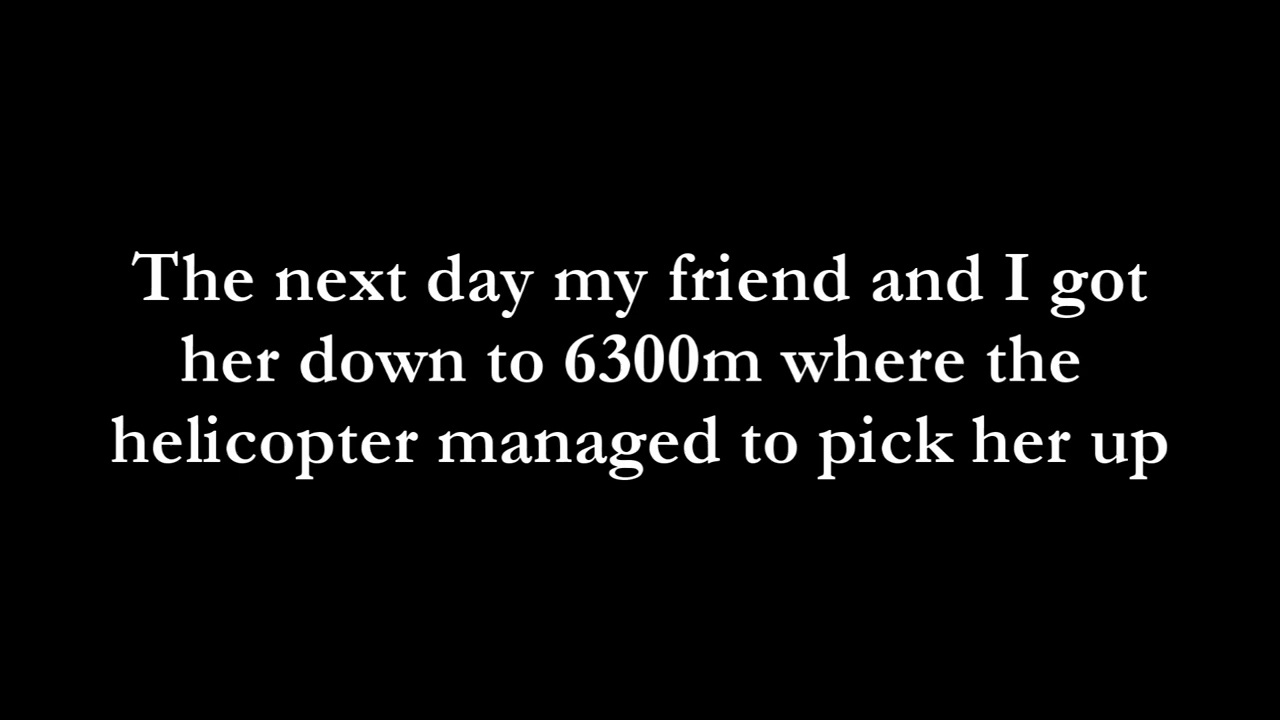 The next day my friend and I got
her down to 6300m where the
helicopter managed to pick her up